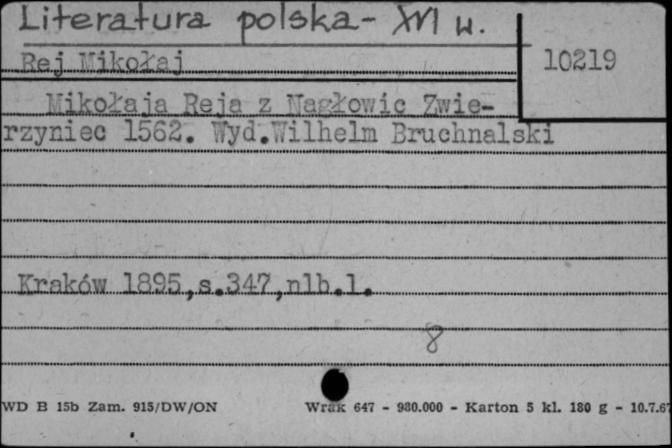 Literatura polska - XVI w.
Rej Mikołaj
10219
Mikołaja Reja z Nagłowic Zwie-
rzyniec 1562. Wyd.Wilhelm Bruchnalski
Kraków 1895,s.347,nlb.1.
8
WD B 15b Zam. 915/DW/ON Wrak 647 - 980.000 - Karton 5 kl. 180 g - 10.7.67